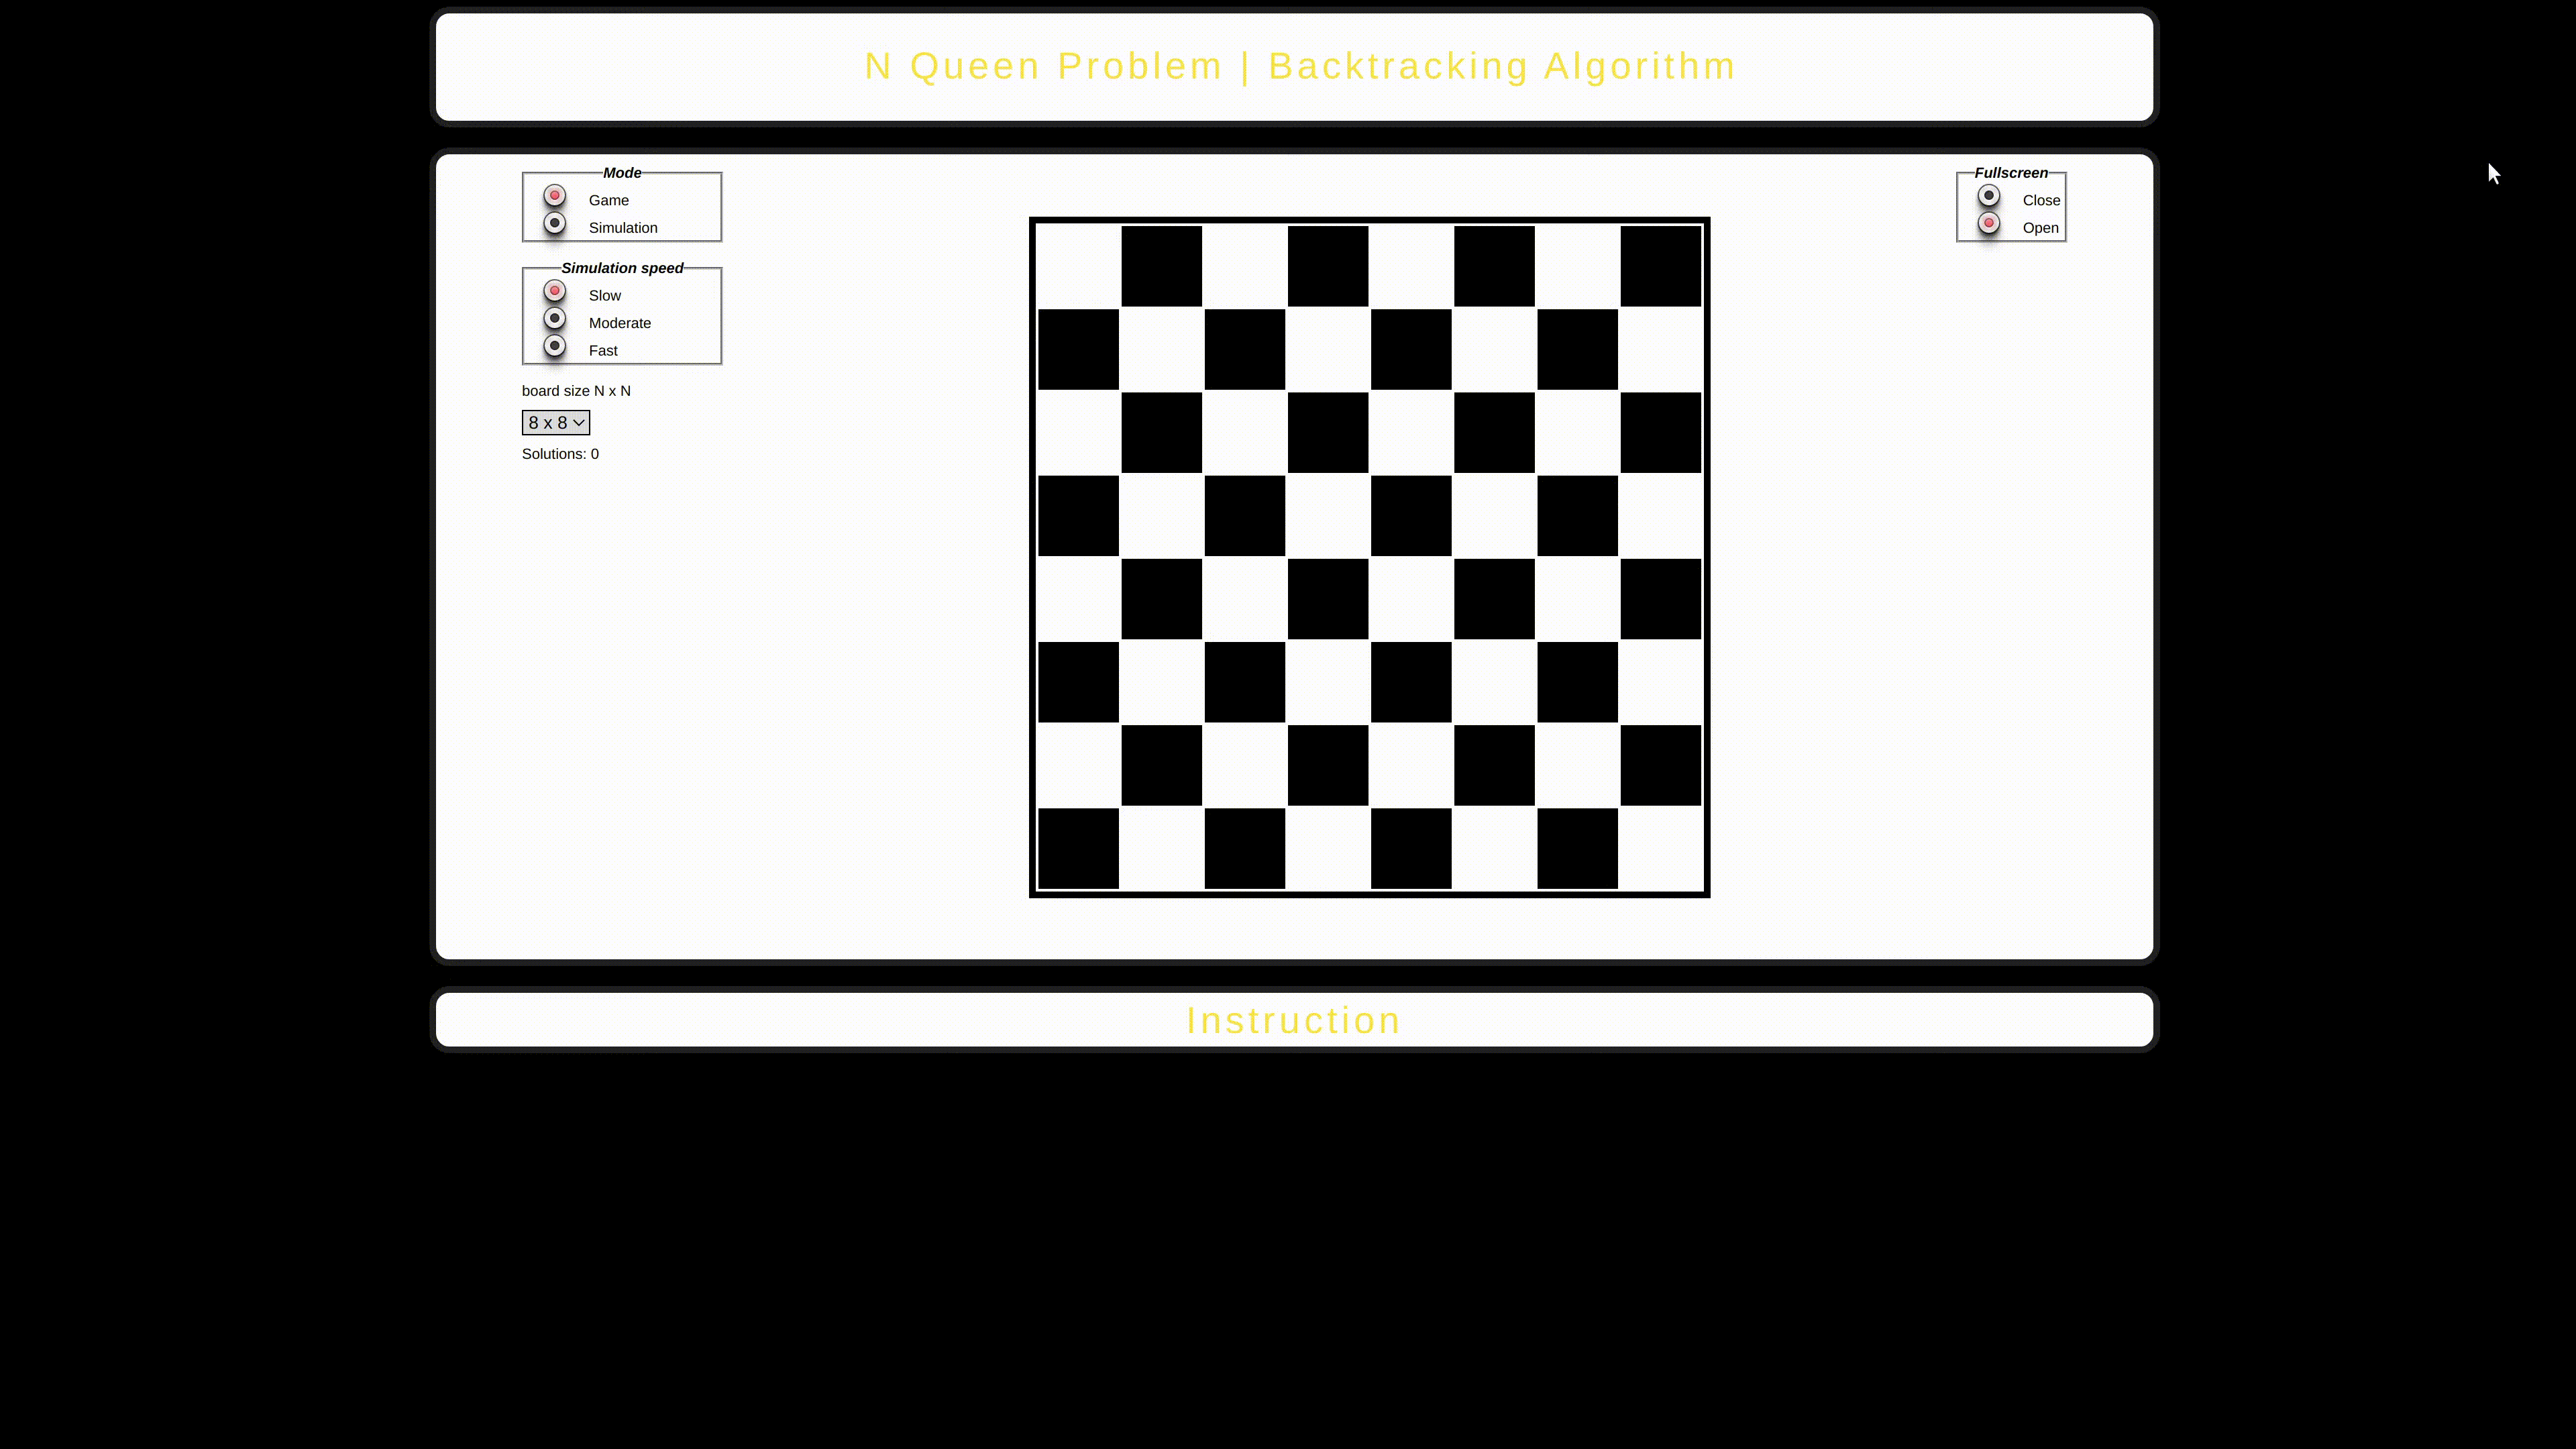 N Queen Problem | Backtracking Algorithm
Mode
Game
Simulation
Simulation speed
Slow
Moderate
Fast
board size N x N
8 x 8
Solutions: 0
Fullscreen
Close
Open
Instruction